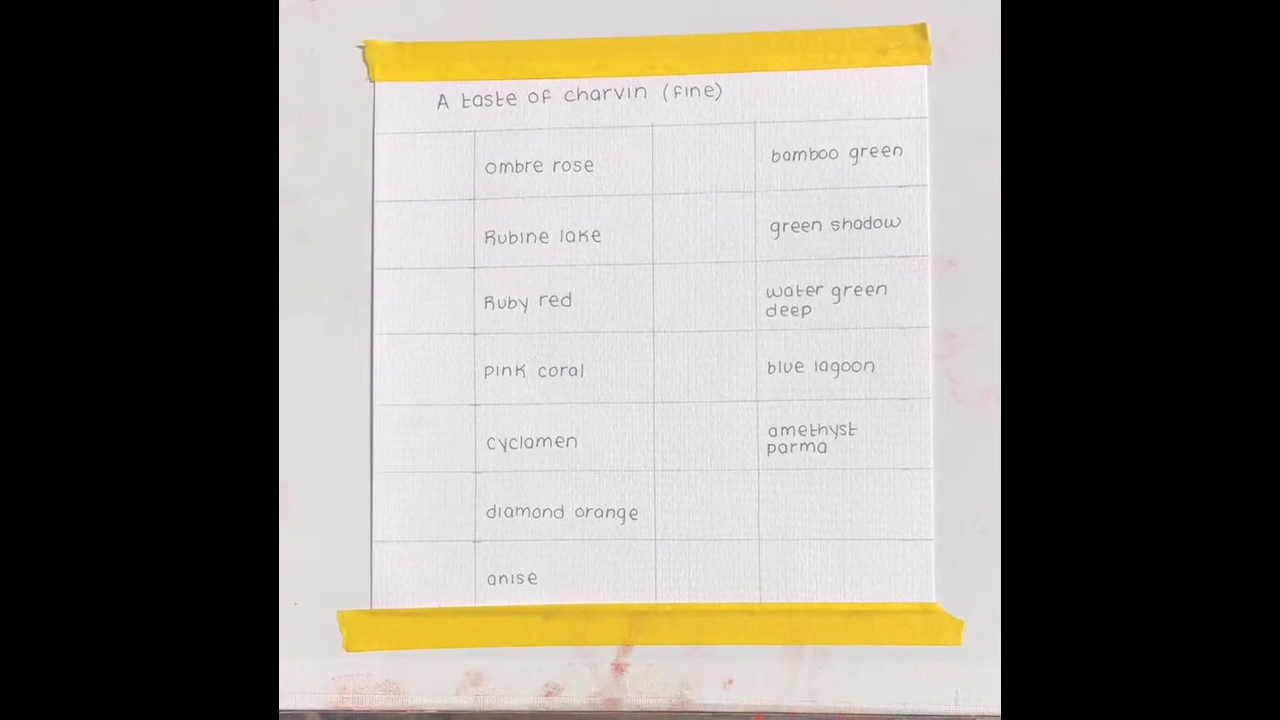 A taste of charvin (fine)
ombre rose
Rubine lake
Ruby red
pink coral
cyclamen
diamond orange
anise
bamboo green
green shadow
water green
deep
blue lagoon
amethyst
parma